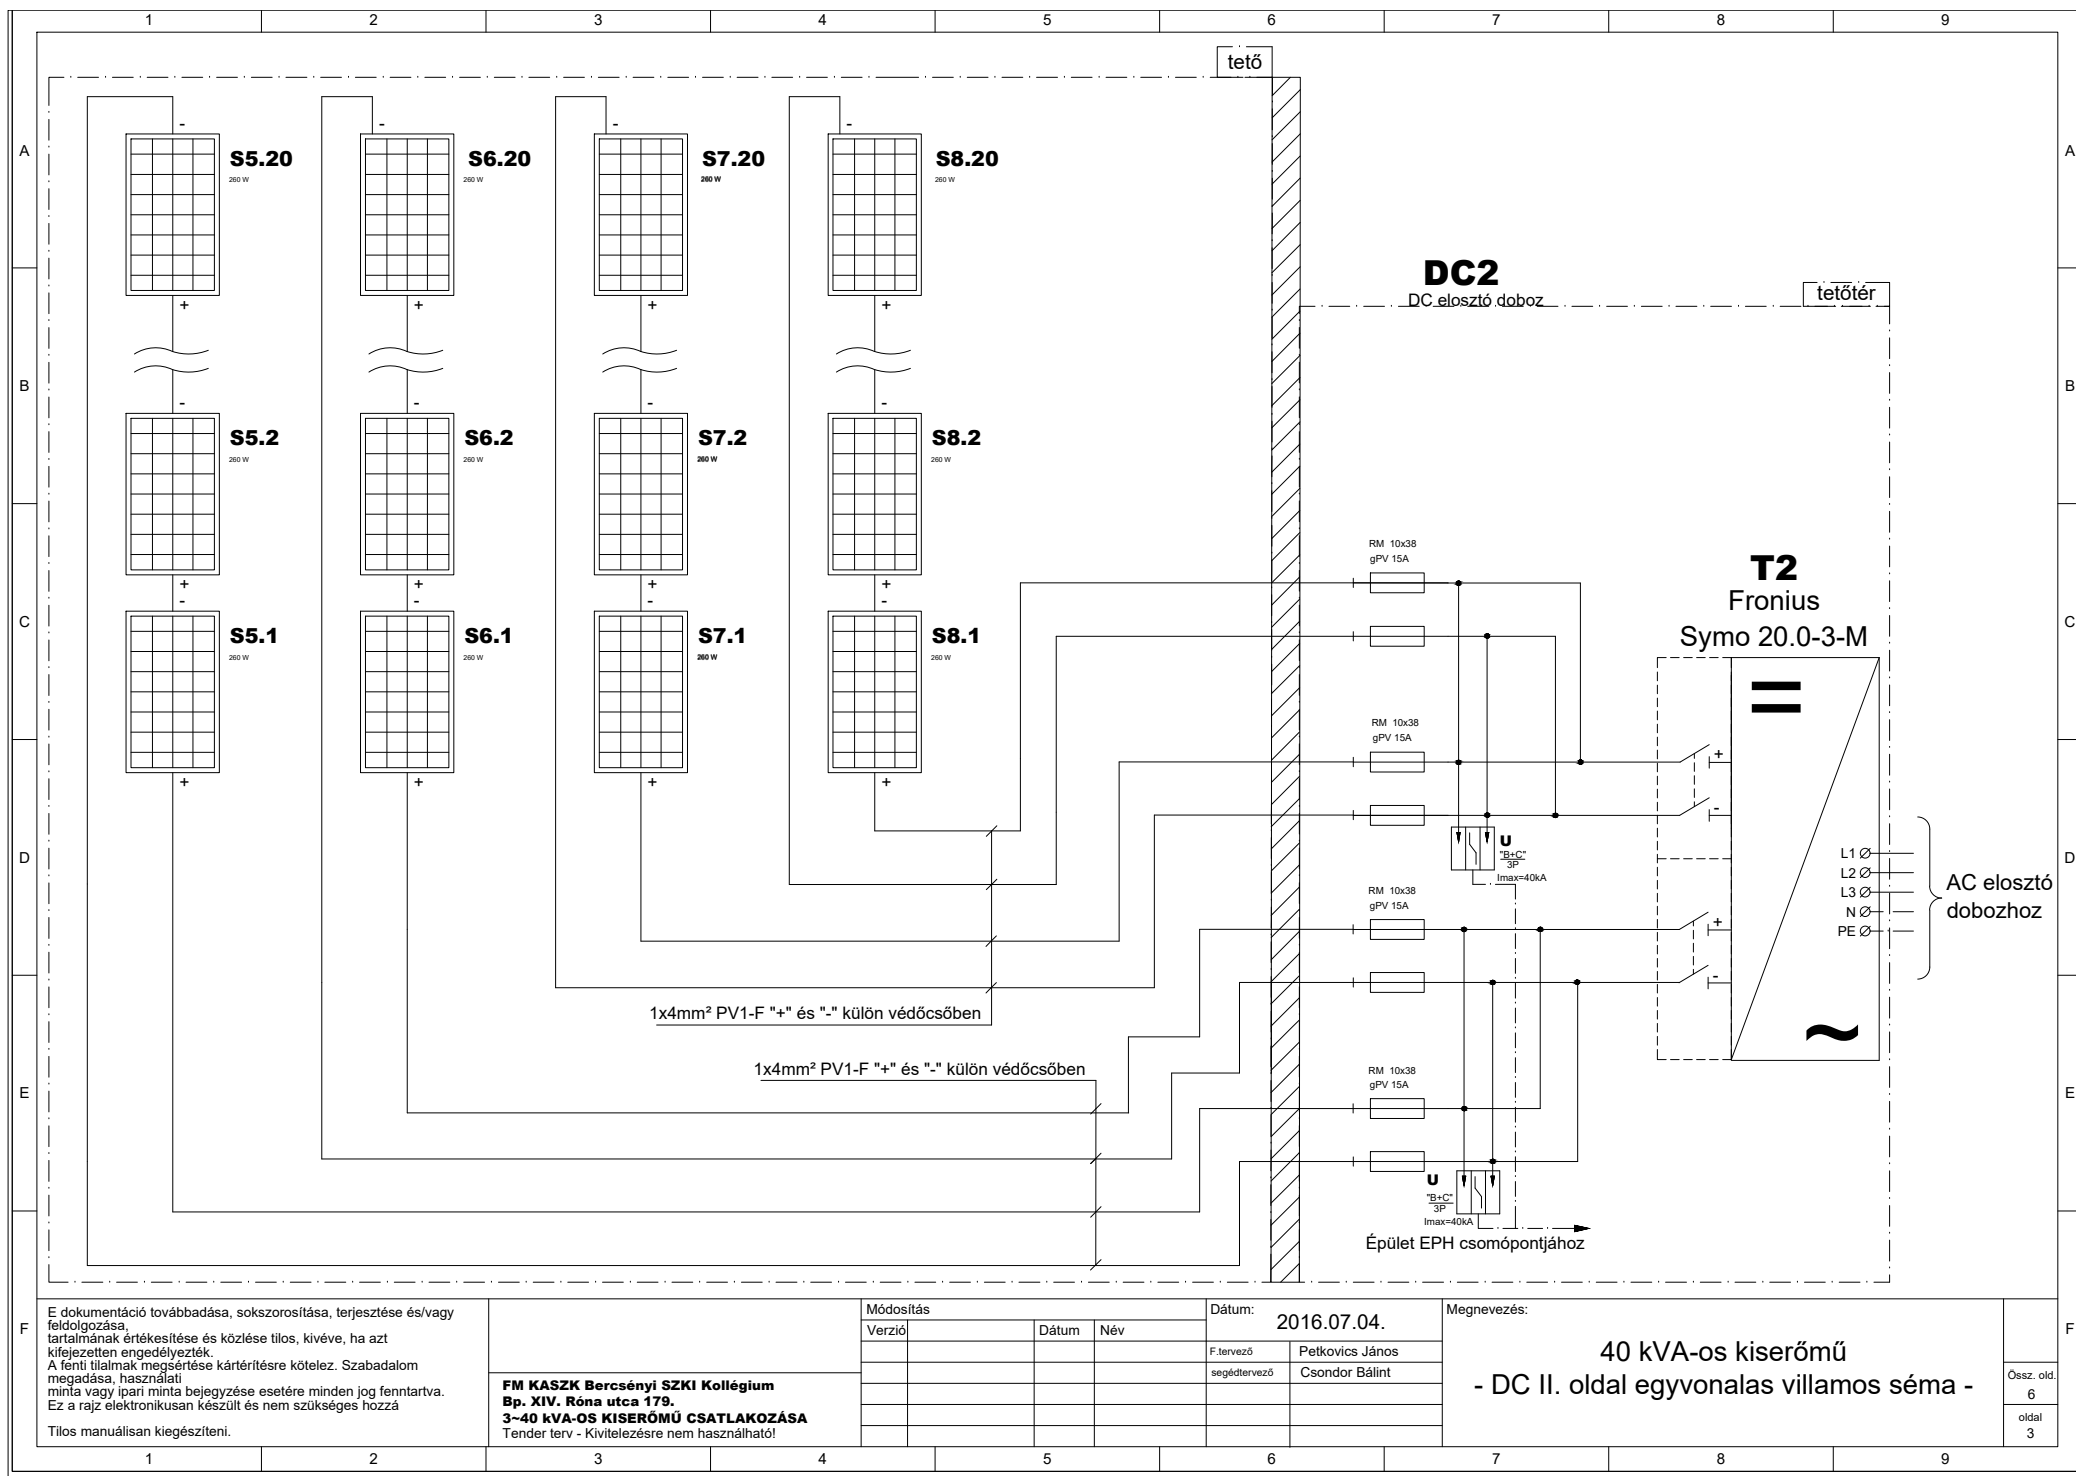 1 2 3 4 5 6 7 8 9
A
B
C
D
E
F
A
B
C
D
E
F
tető
-
S5.20
260 W
+
-
S6.20
260 W
+
-
S7.20
260 W
+
-
S8.20
260 W
+
-
S5.2
260 W
+
-
S6.2
260 W
+
-
S7.2
260 W
+
-
S8.2
260 W
+
-
S5.1
260 W
+
-
S6.1
260 W
+
-
S7.1
260 W
+
-
S8.1
260 W
+
1x4mm² PV1-F "+" és "-" külön védőcsőben
1x4mm² PV1-F "+" és "-" külön védőcsőben
DC2
DC elosztó doboz
tetőtér
RM 10x38
gPV 15A
RM 10x38
gPV 15A
U
"B+C"
3P
Imax=40kA
RM 10x38
gPV 15A
RM 10x38
gPV 15A
U
"B+C"
3P
Imax=40kA
Épület EPH csomópontjához
T2
Fronius
Symo 20.0-3-M
=
+
-
+
-
~
L1
L2
L3
N
PE
AC elosztó
dobozhoz
E dokumentáció továbbadása, sokszorosítása, terjesztése és/vagy
feldolgozása,
tartalmának értékesítése és közlése tilos, kivéve, ha azt
kifejezetten engedélyezték.
A fenti tilalmak megsértése kártérítésre kötelez. Szabadalom
megadása, használati
minta vagy ipari minta bejegyzése esetére minden jog fenntartva.
Ez a rajz elektronikusan készült és nem szükséges hozzá
Tilos manuálisan kiegészíteni.
FM KASZK Bercsényi SZKI Kollégium
Bp. XIV. Róna utca 179.
3~40 kVA-OS KISERŐMŰ CSATLAKOZÁSA
Tender terv - Kivitelezésre nem használható!
Módosítás
Verzió Dátum Név
Dátum:
2016.07.04.
F.tervező Petkovics János
segédtervező Csondor Bálint
Megnevezés:
40 kVA-os kiserőmű
- DC II. oldal egyvonalas villamos séma -
Össz. old.
6
oldal
3
1 2 3 4 5 6 7 8 9